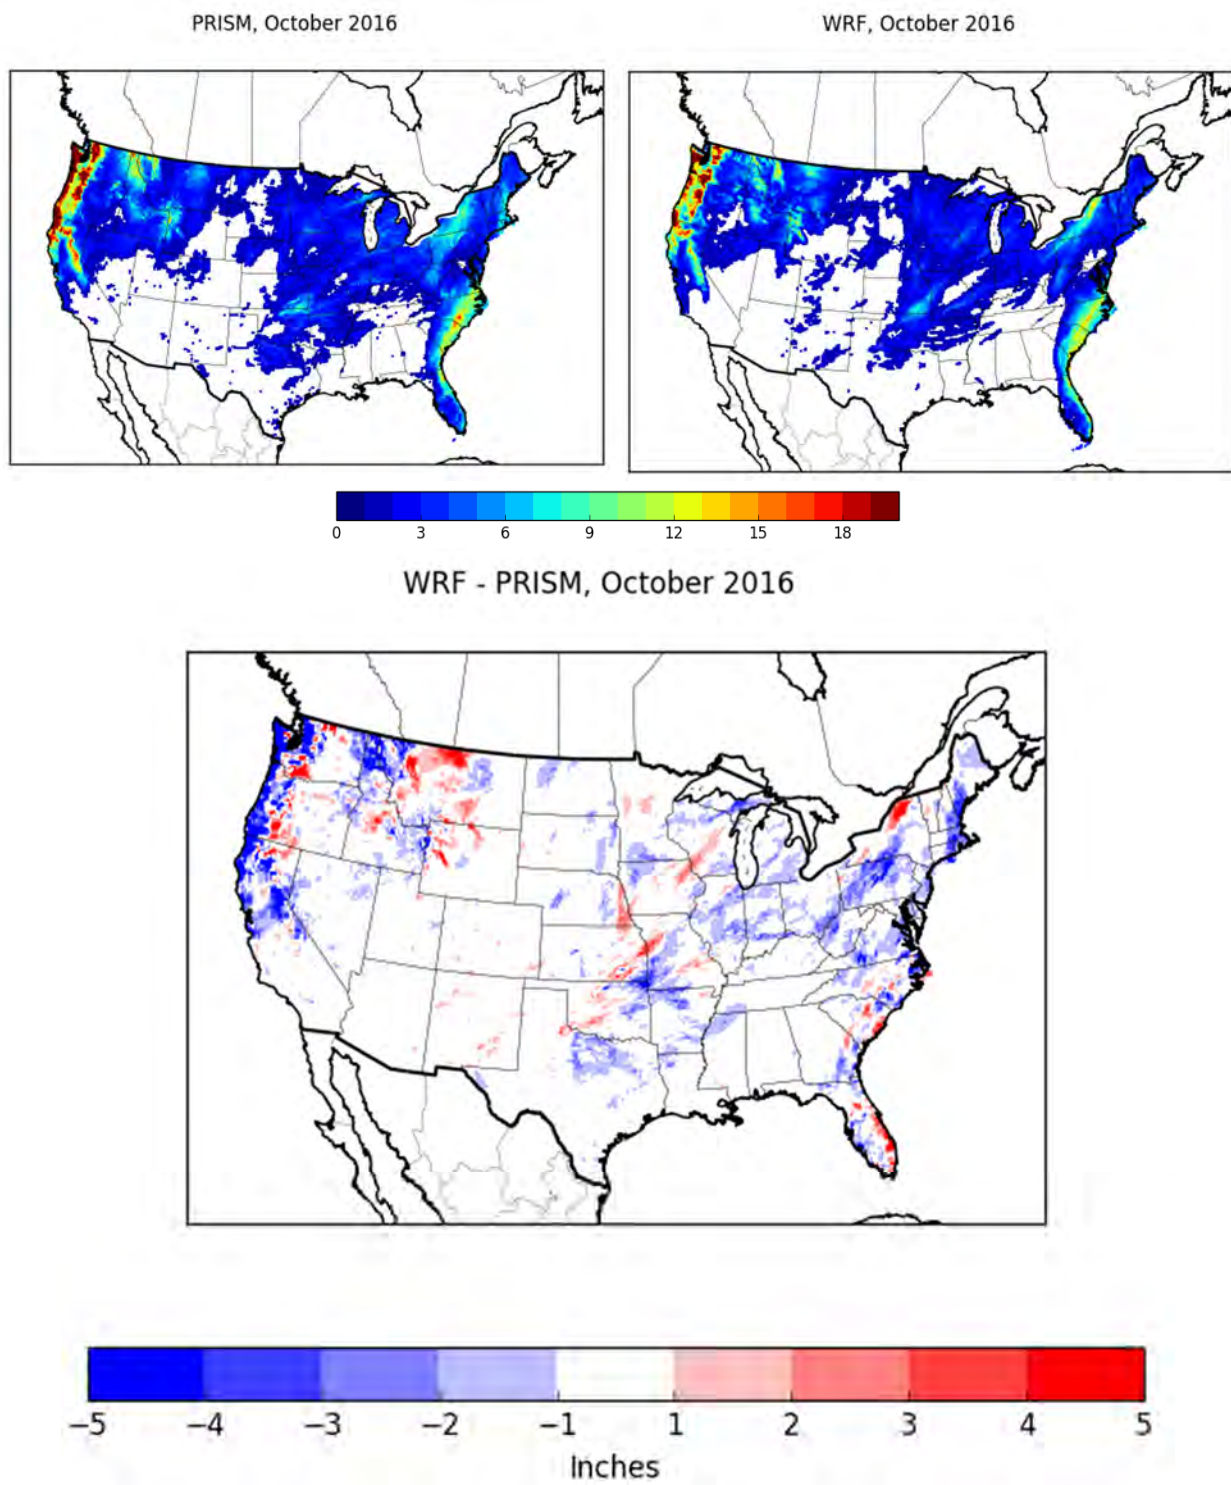 PRISM, October 2016
WRF, October 2016
0 3 6 9 12 15 18
WRF - PRISM, October 2016
−5 −4 −3 −2 −1 1 2 3 4 5
Inches